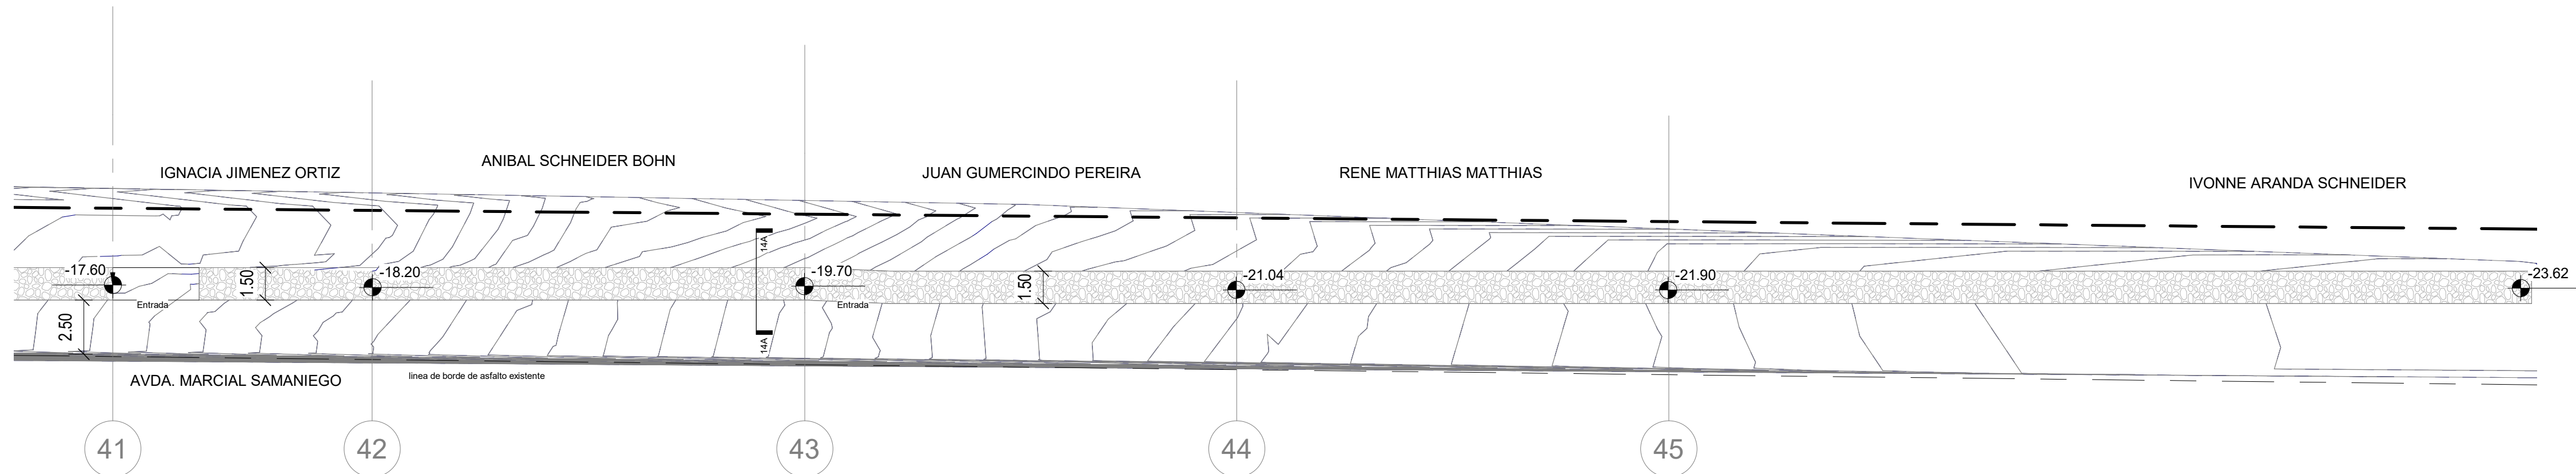 ANIBAL SCHNEIDER BOHN
IGNACIA JIMENEZ ORTIZ
JUAN GUMERCINDO PEREIRA
RENE MATTHIAS MATTHIAS
IVONNE ARANDA SCHNEIDER
14A
-17.60
-18.20
-19.70
-21.04
-21.90
-23.62
1.50
1.50
Entrada
Entrada
2.50
14A
AVDA. MARCIAL SAMANIEGO
linea de borde de asfalto existente
41
42
43
44
45